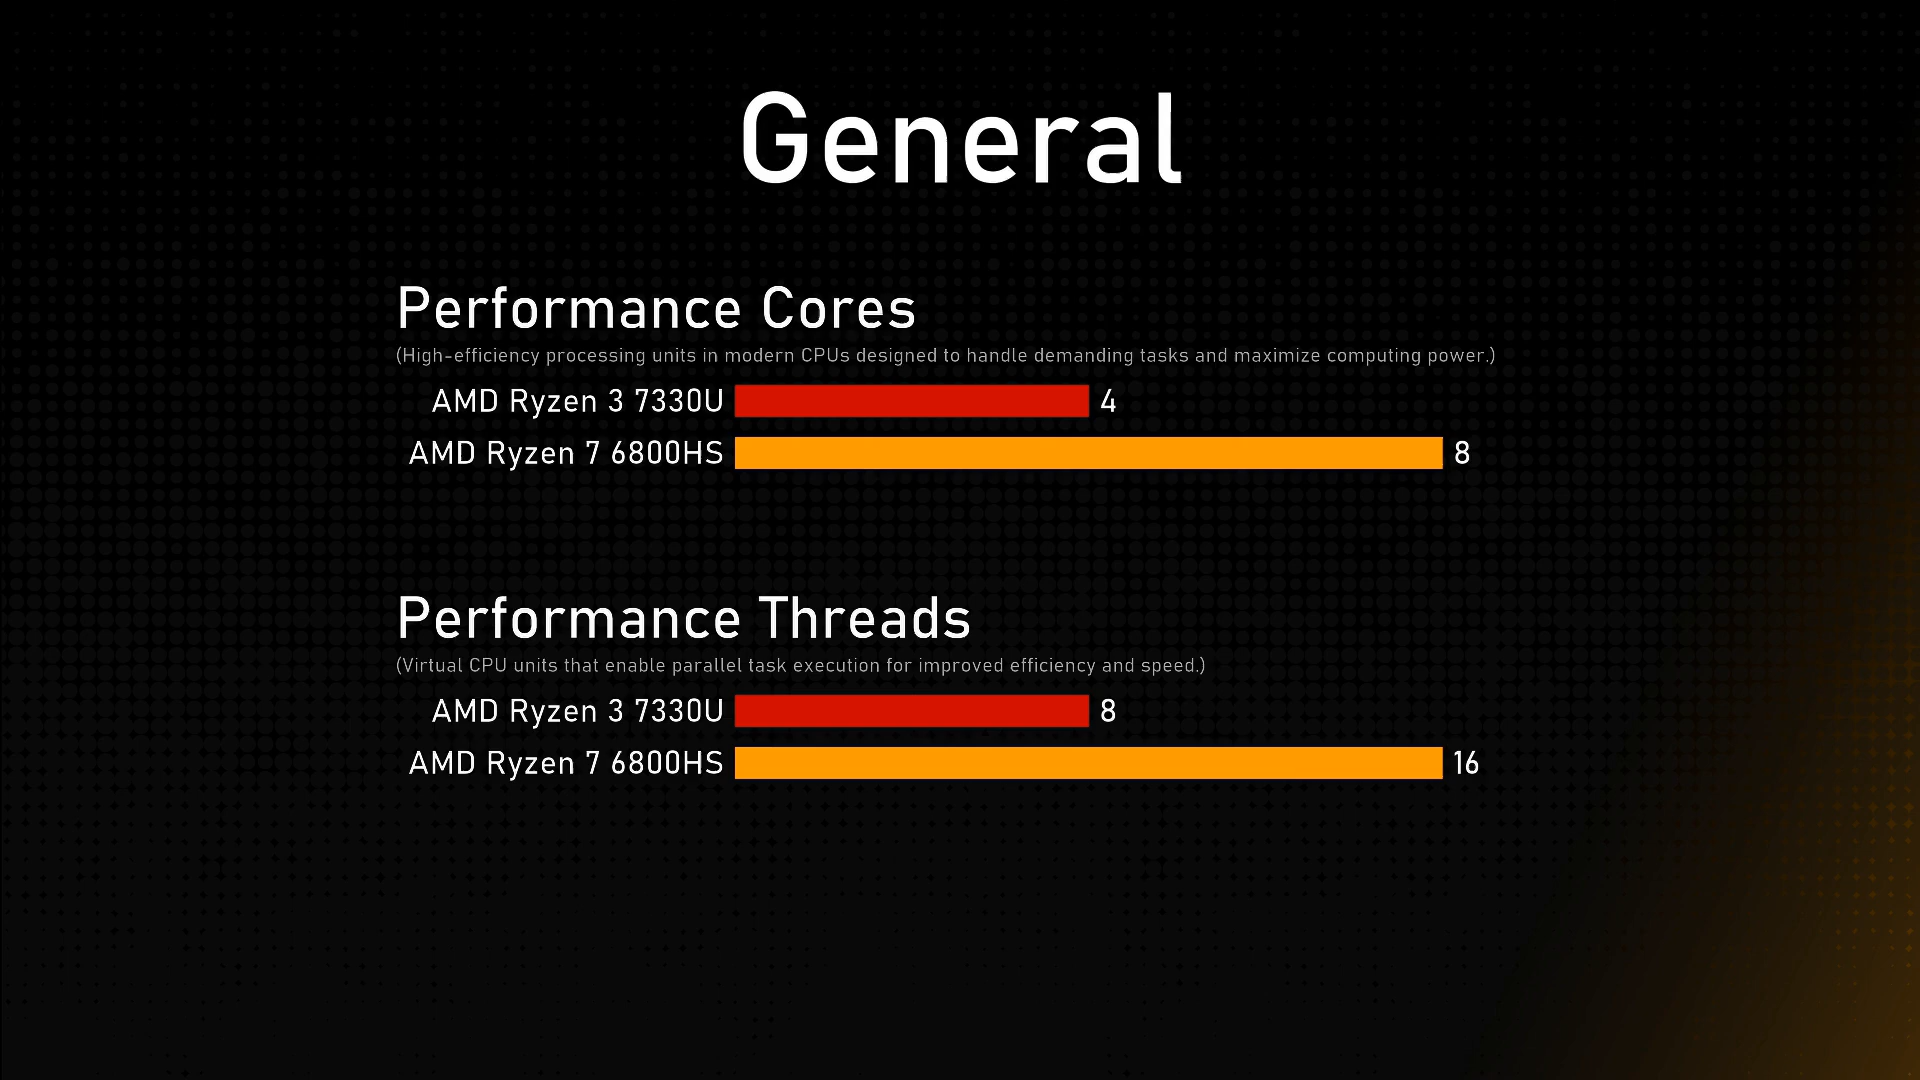 General
Performance Cores
(High-efficiency processing units in modern CPUs designed to handle demanding tasks and maximize computing power.)
AMD Ryzen 3 7330U 4
AMD Ryzen 7 6800HS 8
Performance Threads
(Virtual CPU units that enable parallel task execution for improved efficiency and speed.)
AMD Ryzen 3 7330U 8
AMD Ryzen 7 6800HS 16